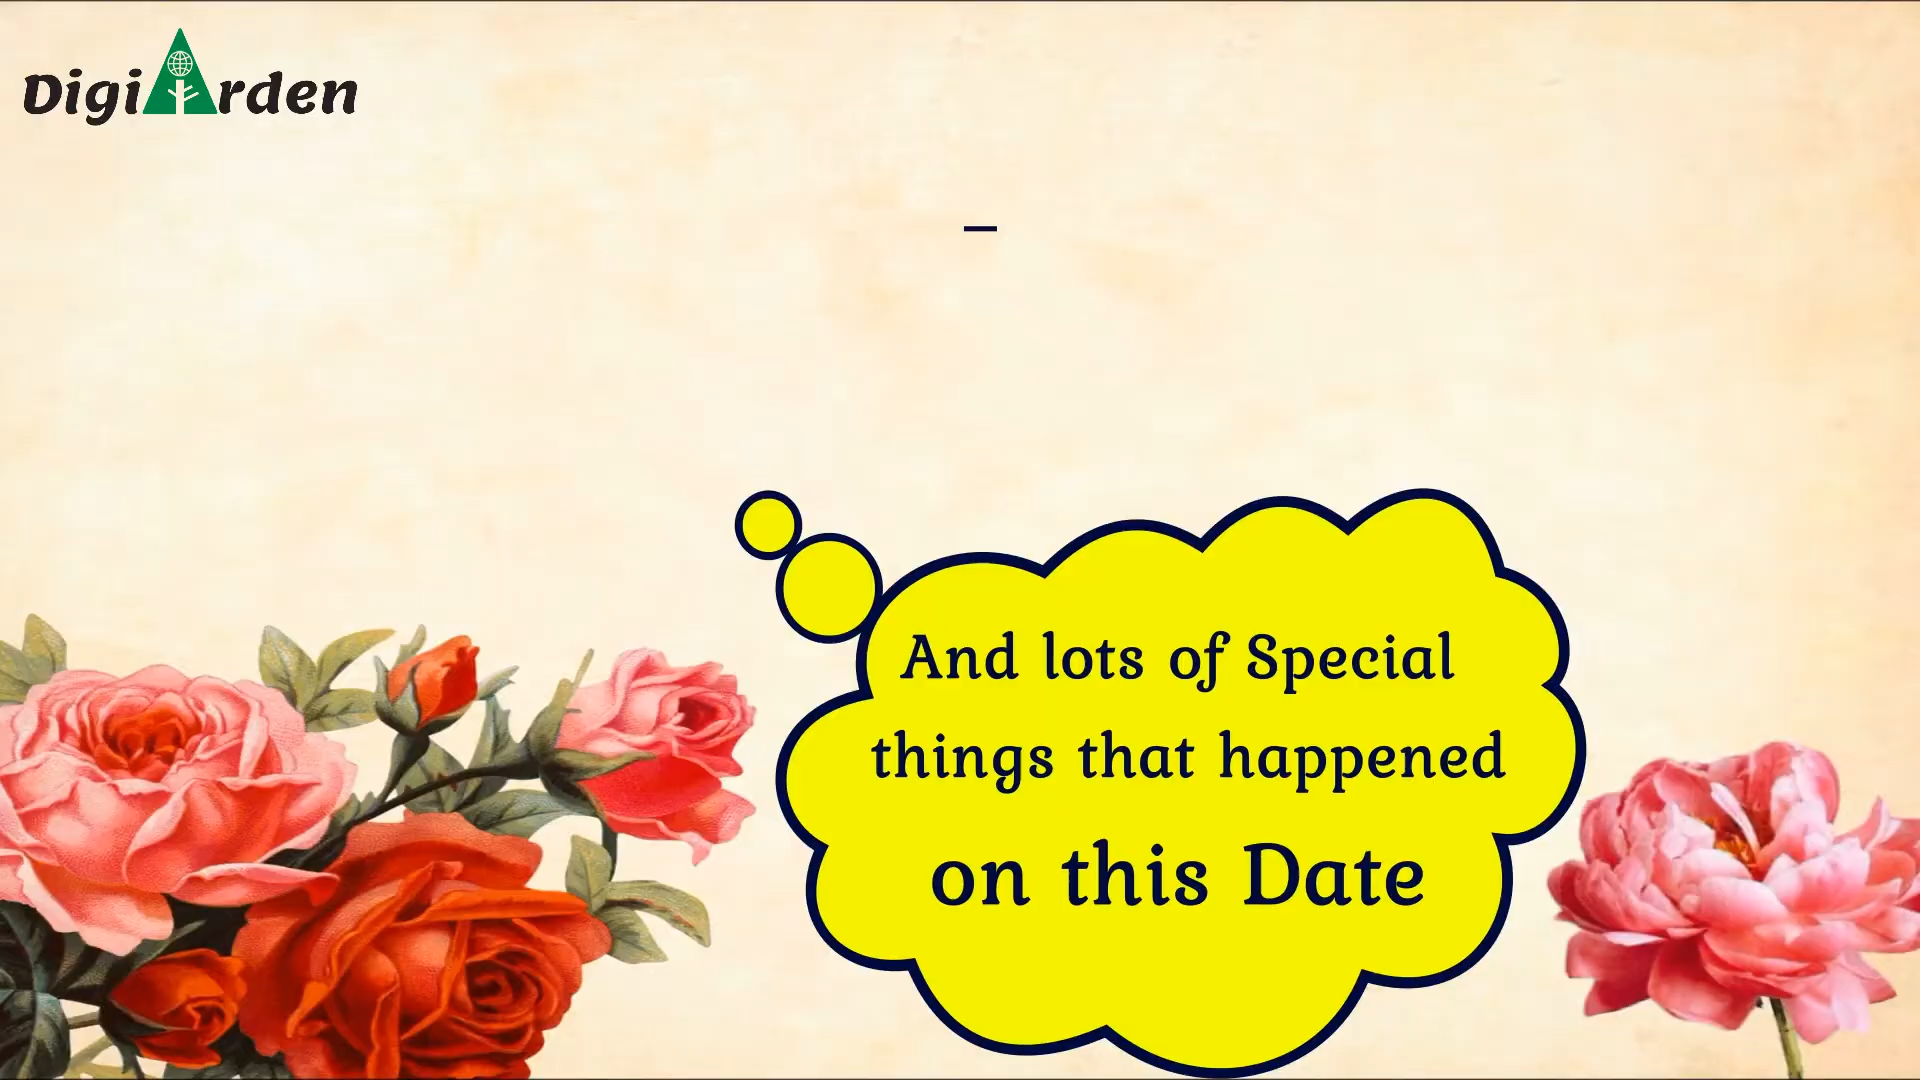 DigiArden
–
And lots of Special
things that happened
on this Date